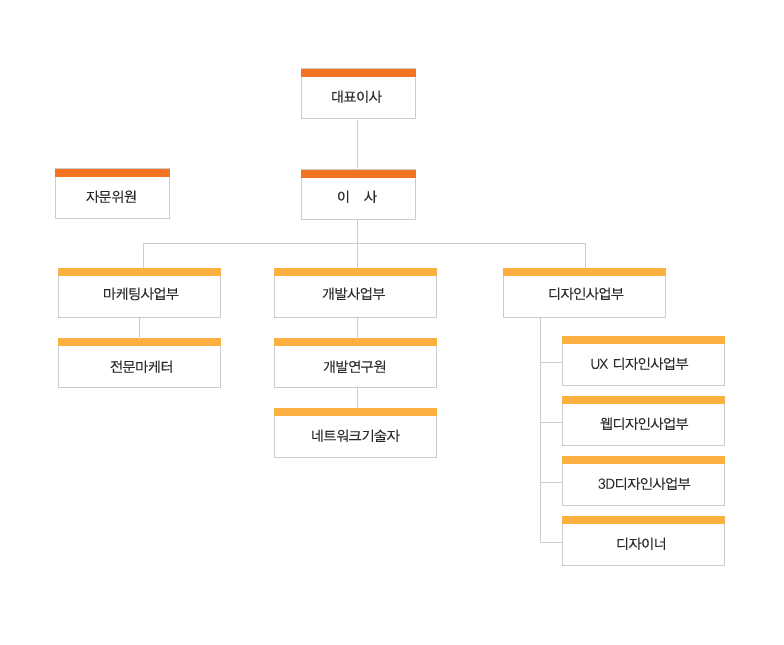 대표이사
자문위원
이 사
마케팅사업부
개발사업부
디자인사업부
전문마케터
개발연구원
네트워크기술자
UX 디자인사업부
웹디자인사업부
3D디자인사업부
디자이너